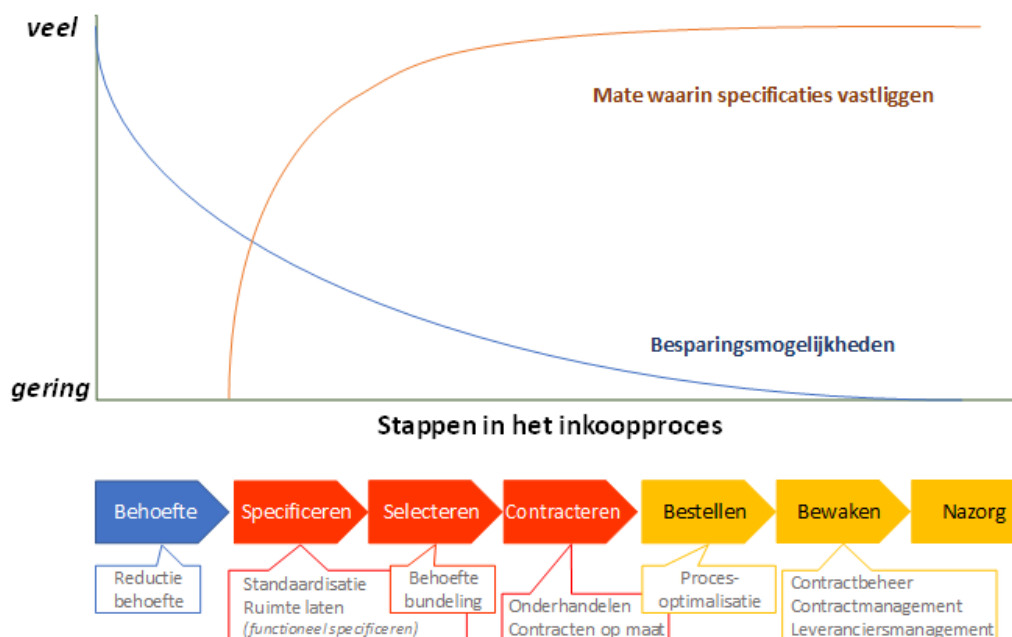 veel
Mate waarin specificaties vastliggen
Besparingsmogelijkheden
gering
Stappen in het inkoopproces
Behoefte
Specificeren
Selecteren
Contracteren
Bestellen
Bewaken
Nazorg
Reductie
behoefte
Standaardisatie
Ruimte laten
(functioneel specificeren)
Behoefte
bundeling
Onderhandelen
Contracten op maat
Proces-
optimalisatie
Contractbeheer
Contractmanagement
Leveranciersmanagement